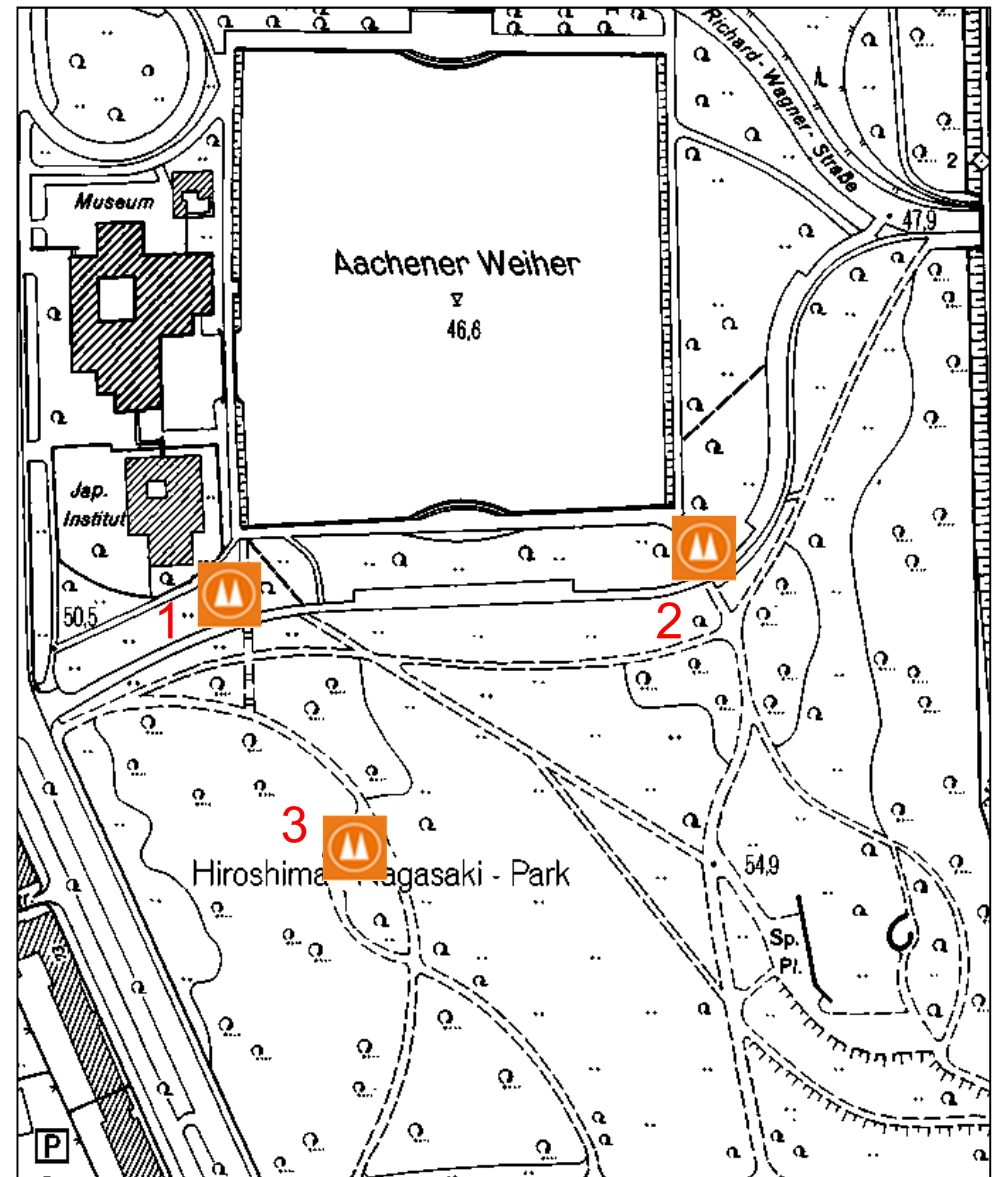 Richard - Wagner - Straße
2
47,9
Museum
Aachener Weiher
46,6
Jap.
Institut
50,5
1
2
3
Hiroshima - Nagasaki - Park
54,9
Sp.
Pl.
23
P